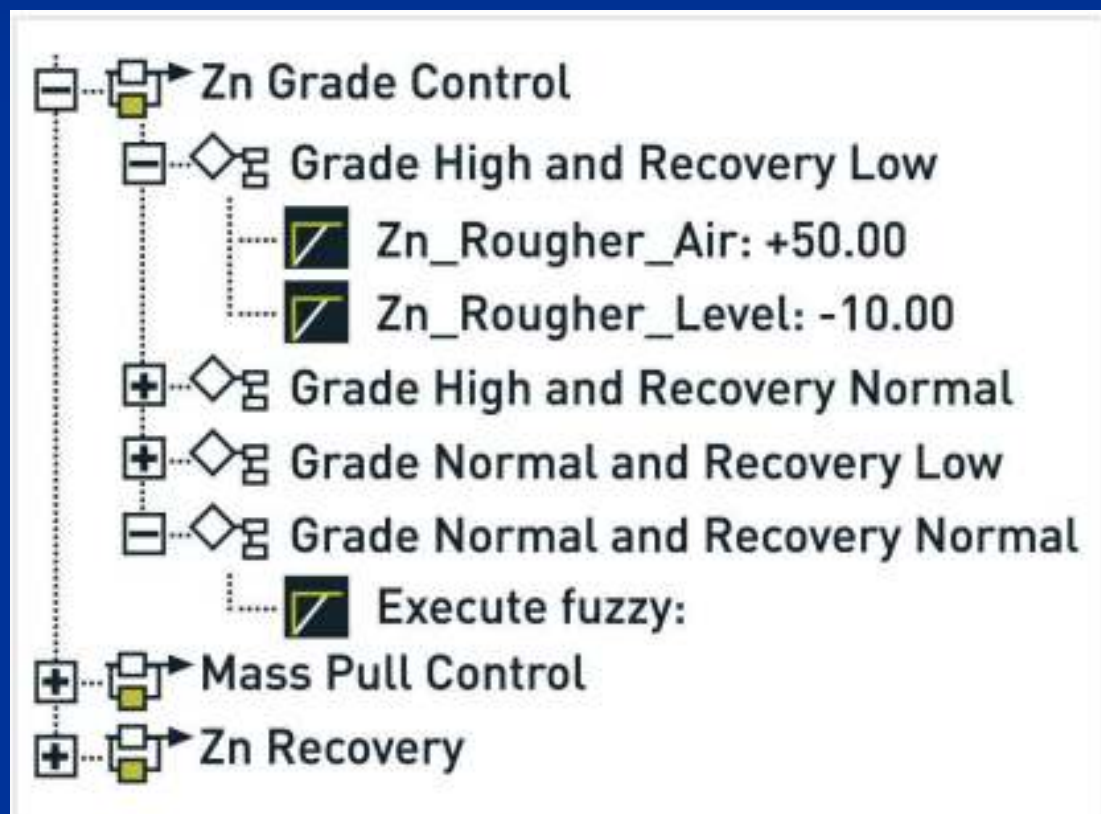 Zn Grade Control
Grade High and Recovery Low
Zn_Rougher_Air: +50.00
Zn_Rougher_Level: -10.00
Grade High and Recovery Normal
Grade Normal and Recovery Low
Grade Normal and Recovery Normal
Execute fuzzy:
Mass Pull Control
Zn Recovery